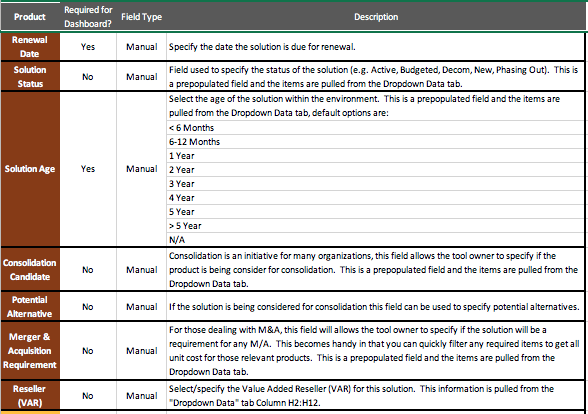 Product
Required for
Dashboard?
Field Type
Description
Renewal
Date
Yes
Manual
Specify the date the solution is due for renewal.
Solution
Status
No
Manual
Field used to specify the status of the solution (e.g. Active, Budgeted, Decom, New, Phasing Out).  This is
a prepopulated field and the items are pulled from the Dropdown Data tab.
Solution Age
Yes
Manual
Select the age of the solution within the environment.  This is a prepopulated field and the items are
pulled from the Dropdown Data tab, default options are:
< 6 Months
6-12 Months
1 Year
2 Year
3 Year
4 Year
5 Year
> 5 Year
N/A
Consolidation
Candidate
No
Manual
Consolidation is an initiative for many organizations, this field allows the tool owner to specify if the
product is being consider for consolidation.  This is a prepopulated field and the items are pulled from the
Dropdown Data tab.
Potential
Alternative
No
Manual
If the solution is being considered for consolidation this field can be used to specify potential alternatives.
Merger &
Acquisition
Requirement
No
Manual
For those dealing with M&A, this field will allows the tool owner to specify if the solution will be a
requirement for any M/A.  This becomes handy in that you can quickly filter any required items to get all
unit cost for those relevant products.  This is a prepopulated field and the items are pulled from the
Dropdown Data tab.
Reseller
(VAR)
No
Manual
Select/specify the Value Added Reseller (VAR) for this solution.  This information is pulled from the
"Dropdown Data" tab Column H2:H12.